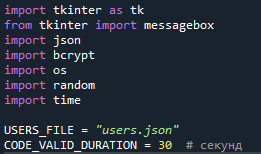 import tkinter as tk
from tkinter import messagebox
import json
import bcrypt
import os
import random
import time

USERS_FILE = "users.json"
CODE_VALID_DURATION = 30  # секунд